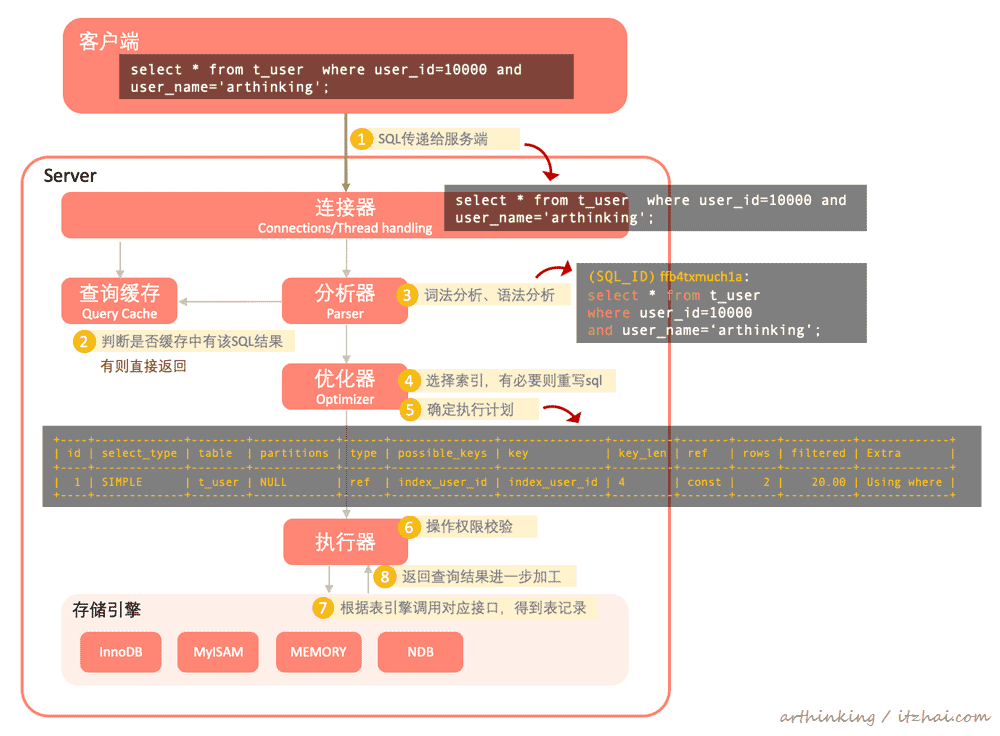 客户端
select * from t_user  where user_id=10000 and
user_name='arthinking';
1 SQL传递给服务端
Server
连接器
Connections/Thread handling
select * from t_user  where user_id=10000 and
user_name='arthinking';
查询缓存
Query Cache
分析器
Parser
3 词法分析、语法分析
(SQL_ID) ffb4txmuch1a:
select * from t_user
where user_id=10000
and user_name=‘arthinking’;
2 判断是否缓存中有该SQL结果
有则直接返回
优化器
Optimizer
4 选择索引，有必要则重写sql
5 确定执行计划
+----+-------------+--------+------------+------+---------------+---------------+---------+-------+------+----------+-------------+
| id | select_type | table | partitions | type | possible_keys | key | key_len | ref | rows | filtered | Extra |
+----+-------------+--------+------------+------+---------------+---------------+---------+-------+------+----------+-------------+
| 1 | SIMPLE | t_user | NULL | ref | index_user_id | index_user_id | 4 | const | 2 | 20.00 | Using where |
+----+-------------+--------+------------+------+---------------+---------------+---------+-------+------+----------+-------------+
执行器
6 操作权限校验
8 返回查询结果进一步加工
存储引擎
7 根据表引擎调用对应接口，得到表记录
InnoDB
MyISAM
MEMORY
NDB
arthinking / itzhai.com